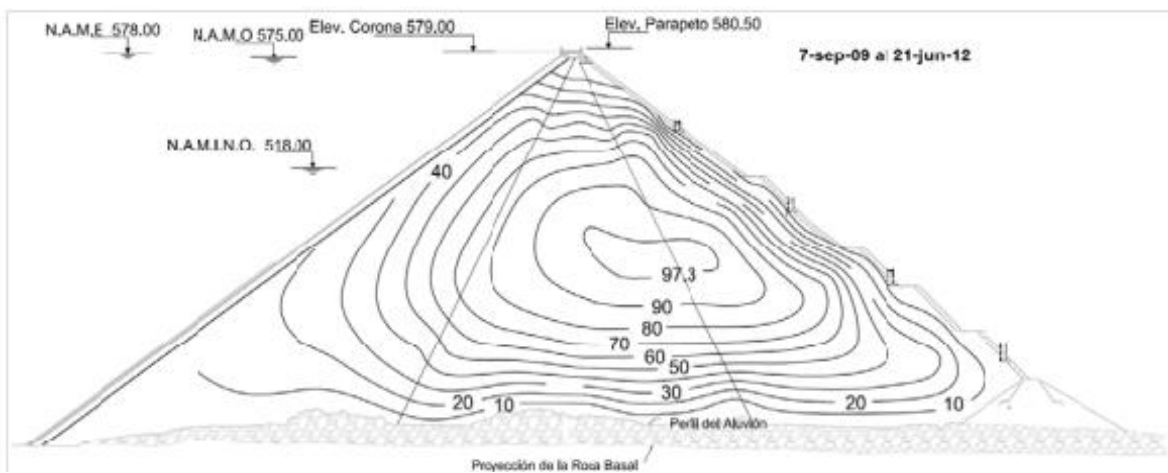 N.A.M.E 578.00
N.A.M.O 575.00
Elev. Corona 579.00
Elev. Parapeto 580.50
7-sep-09 al 21-jun-12
N.A.M.I.N.O. 518.00
40
97.3
90
80
70
60
50
30
20
10
20
10
Perfil del Aluvión
Proyección de la Roca Basal